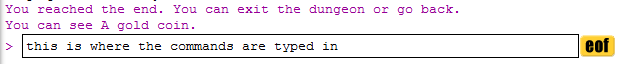 You reached the end. You can exit the dungeon or go back.
You can see A gold coin.
> this is where the commands are typed in eof